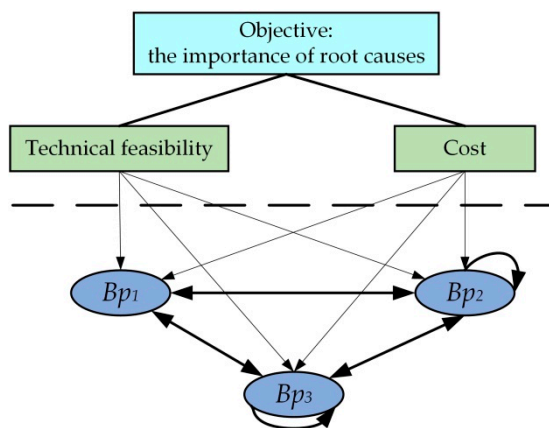 Objective:
the importance of root causes
Technical feasibility
Cost
Bp1
Bp2
Bp3